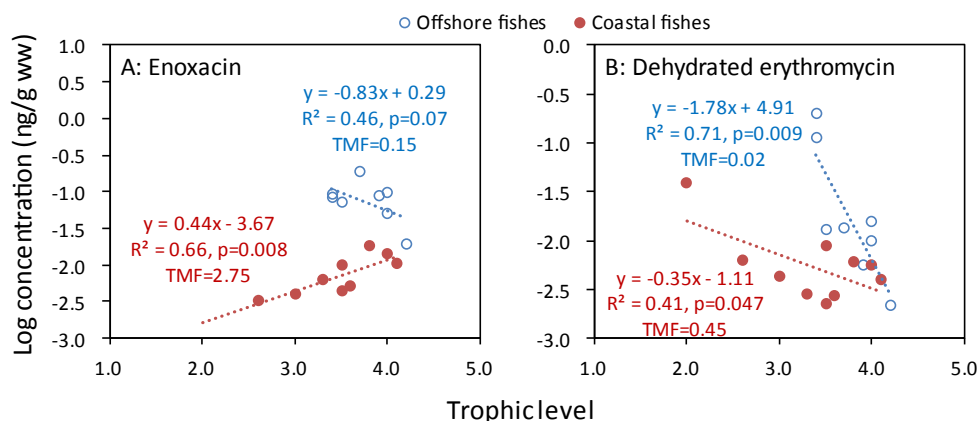 Offshore fishes Coastal fishes
Log concentration (ng/g ww)
1.0
0.5
0.0
-0.5
-1.0
-1.5
-2.0
-2.5
-3.0
A: Enoxacin
y = -0.83x + 0.29
R² = 0.46, p=0.07
TMF=0.15
y = 0.44x - 3.67
R² = 0.66, p=0.008
TMF=2.75
1.0 2.0 3.0 4.0 5.0
0.0
-0.5
-1.0
-1.5
-2.0
-2.5
-3.0
B: Dehydrated erythromycin
y = -1.78x + 4.91
R² = 0.71, p=0.009
TMF=0.02
y = -0.35x - 1.11
R² = 0.41, p=0.047
TMF=0.45
1.0 2.0 3.0 4.0 5.0
Trophic level